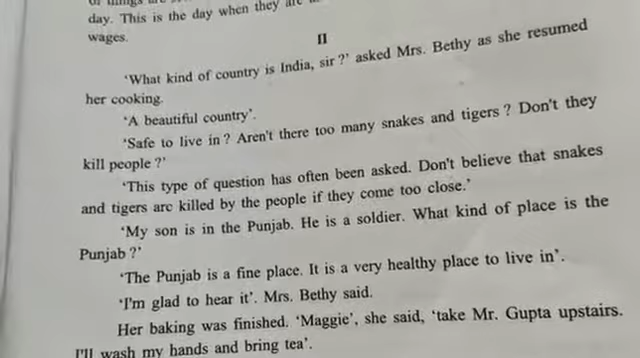 day. This is the day when they are
wages.
II
'What kind of country is India, sir ?' asked Mrs. Bethy as she resumed
her cooking.
'A beautiful country'.
'Safe to live in ? Aren't there too many snakes and tigers ? Don't they
kill people ?'
'This type of question has often been asked. Don't believe that snakes
and tigers are killed by the people if they come too close.'
'My son is in the Punjab. He is a soldier. What kind of place is the
Punjab ?'
'The Punjab is a fine place. It is a very healthy place to live in'.
'I'm glad to hear it'. Mrs. Bethy said.
Her baking was finished. 'Maggie', she said, 'take Mr. Gupta upstairs.
I'll wash my hands and bring tea'.